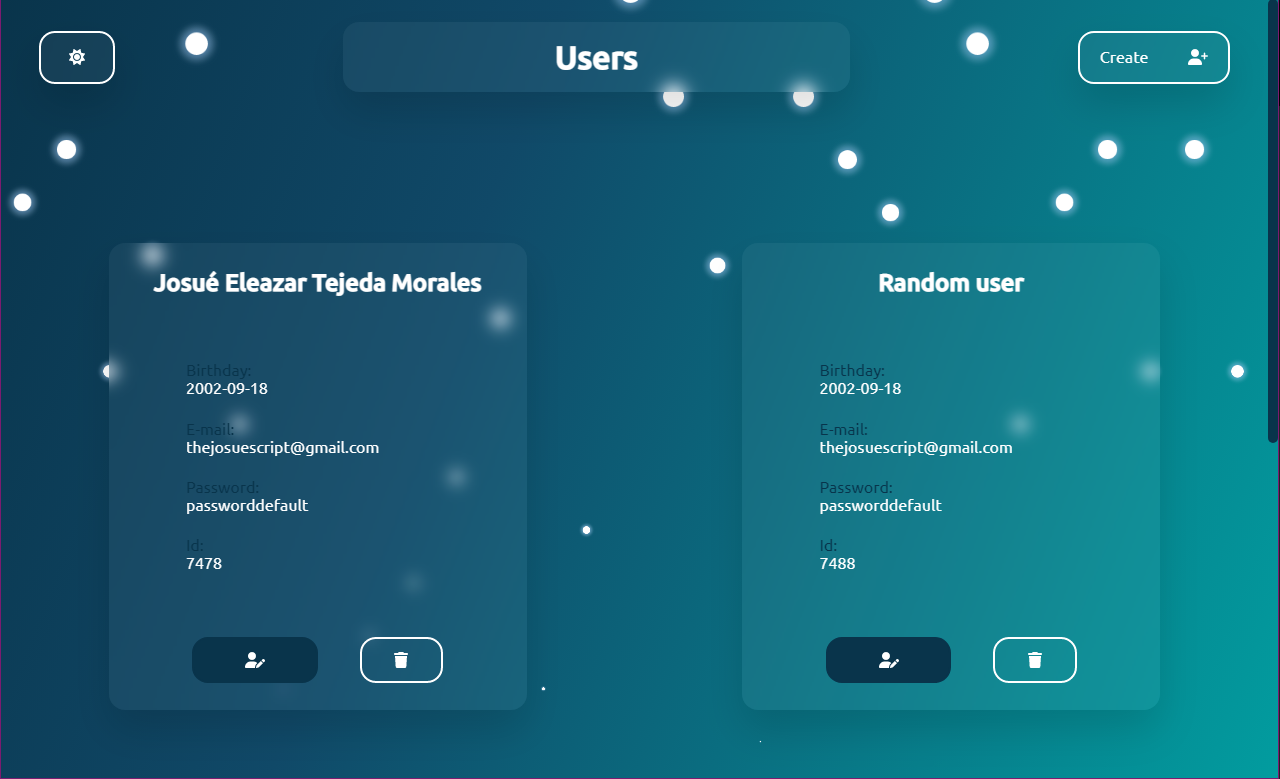 Users
Create
Josué Eleazar Tejeda Morales
Birthday:
2002-09-18
E-mail:
thejosuescript@gmail.com
Password:
passworddefault
Id:
7478
Random user
Birthday:
2002-09-18
E-mail:
thejosuescript@gmail.com
Password:
passworddefault
Id:
7488